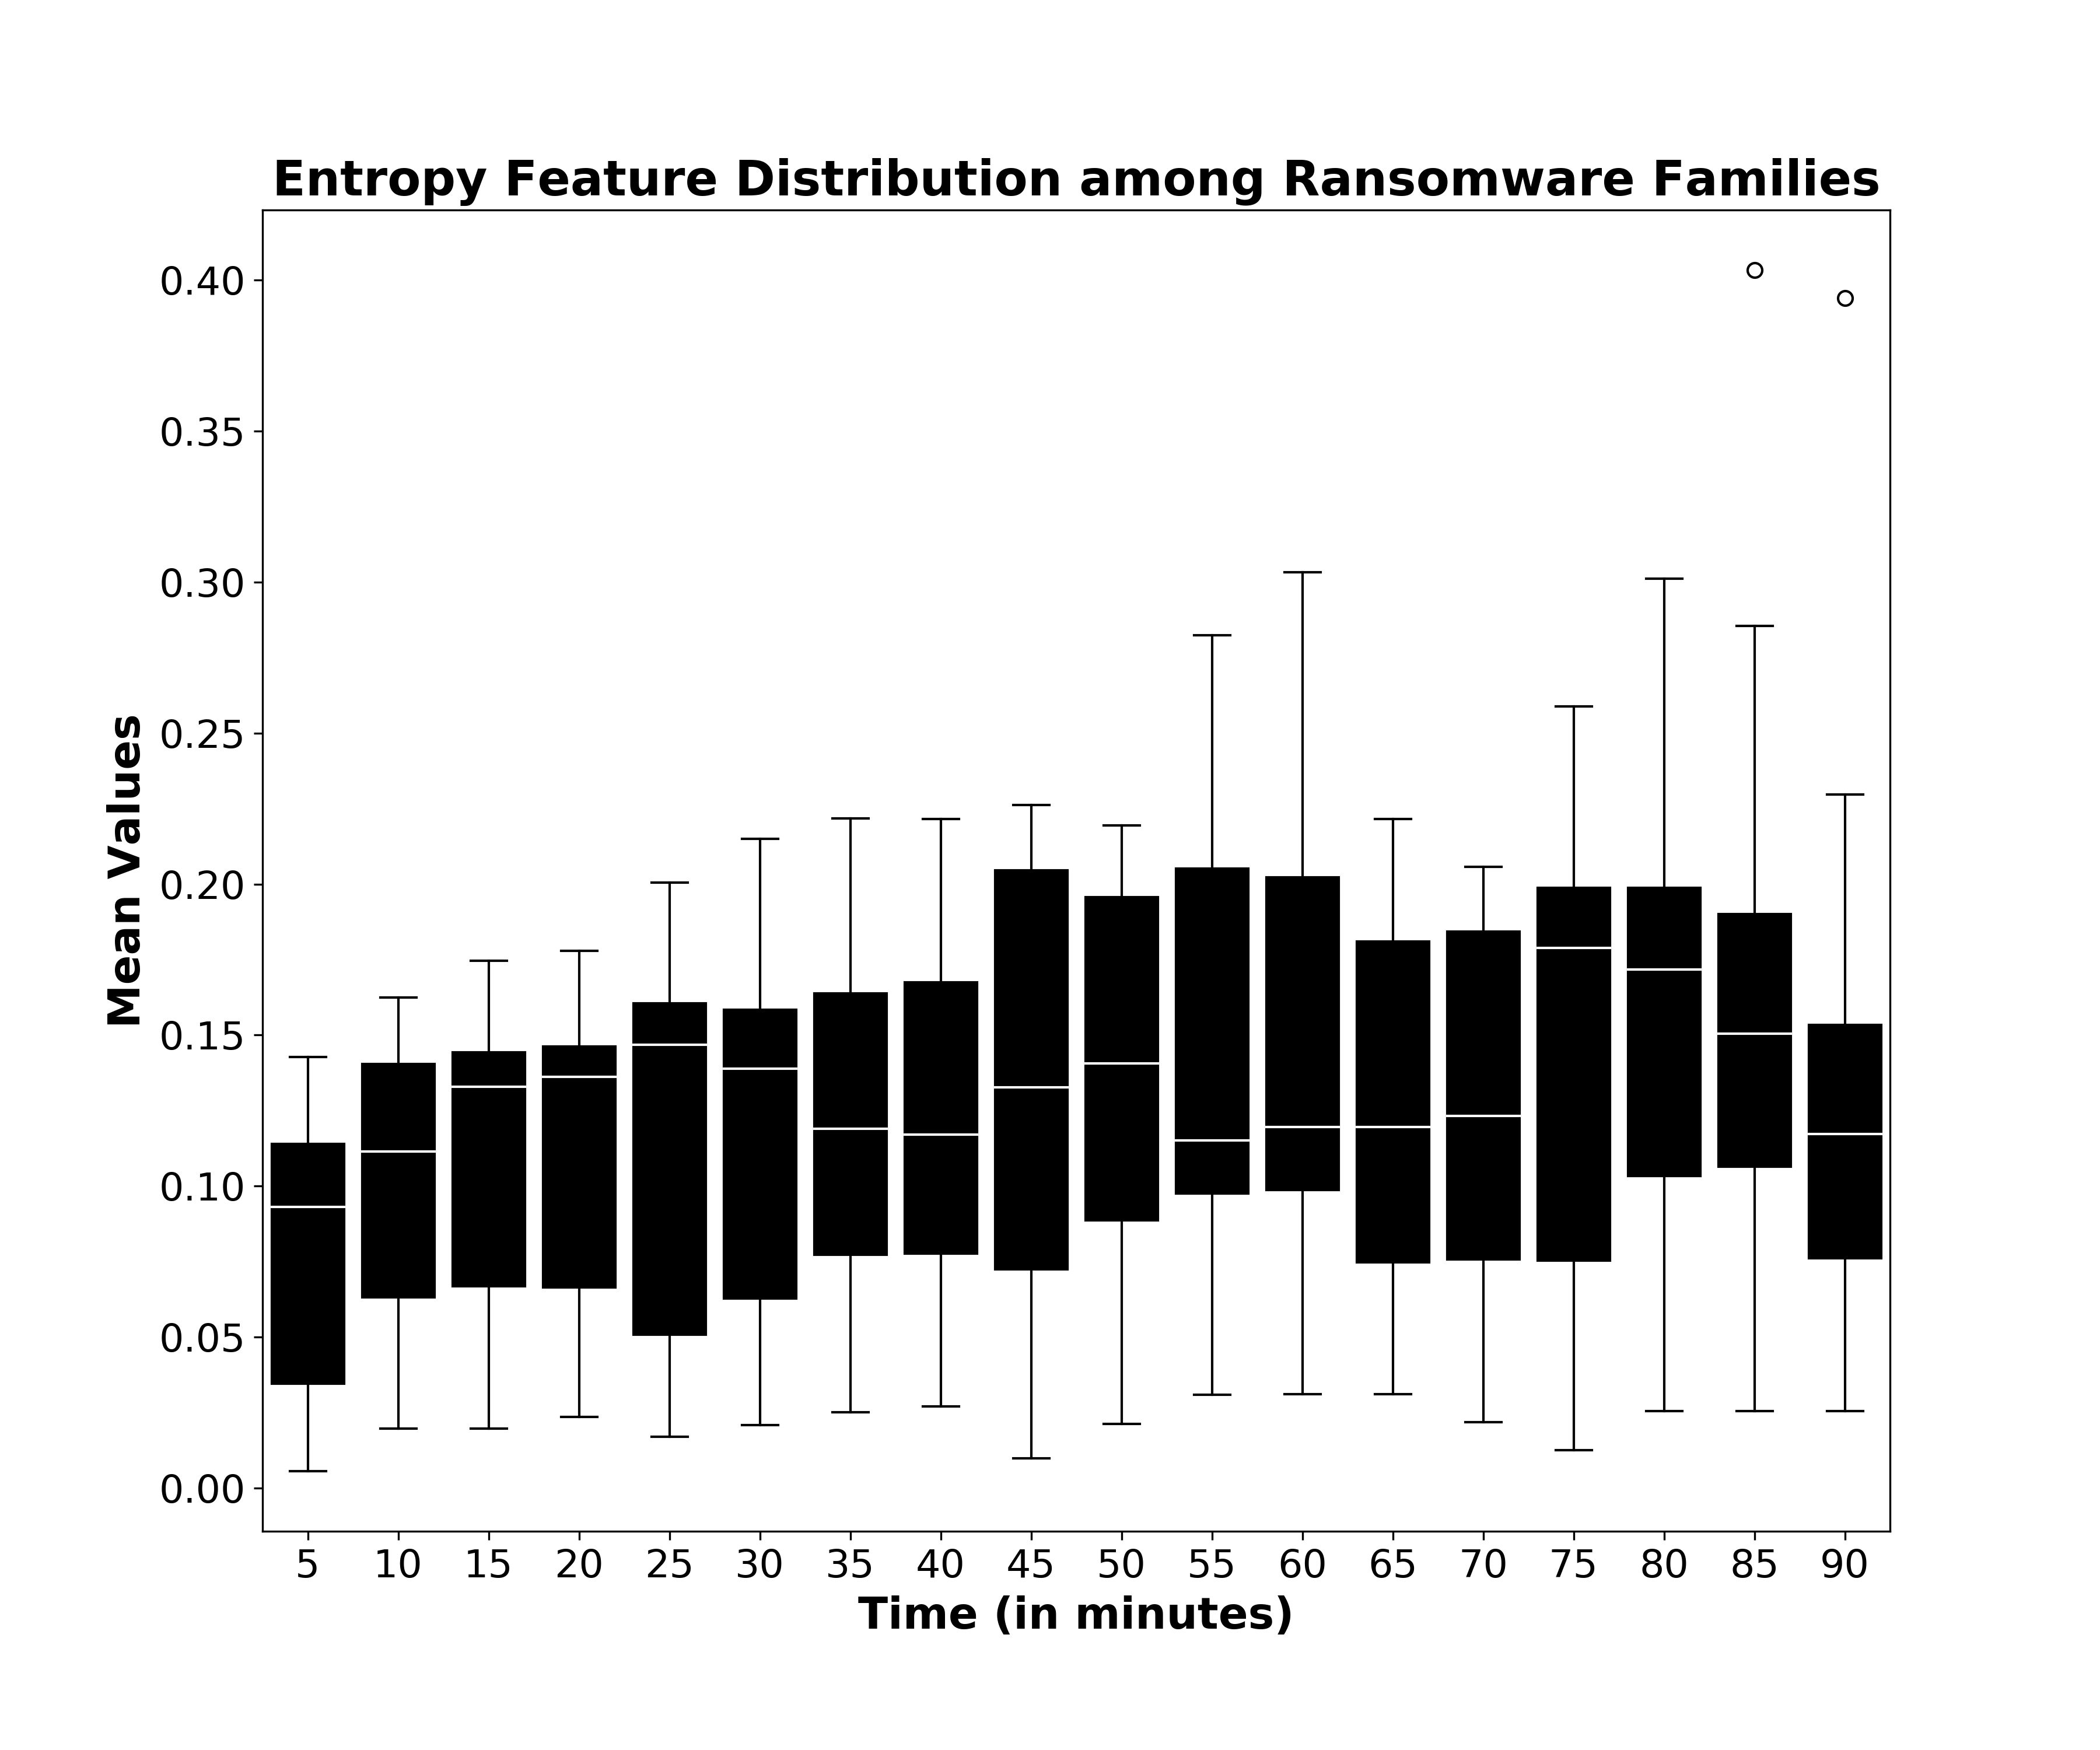 Entropy Feature Distribution among Ransomware Families
0.40
0.35
0.30
0.25
0.20
0.15
0.10
0.05
0.00
Mean Values
5 10 15 20 25 30 35 40 45 50 55 60 65 70 75 80 85 90
Time (in minutes)